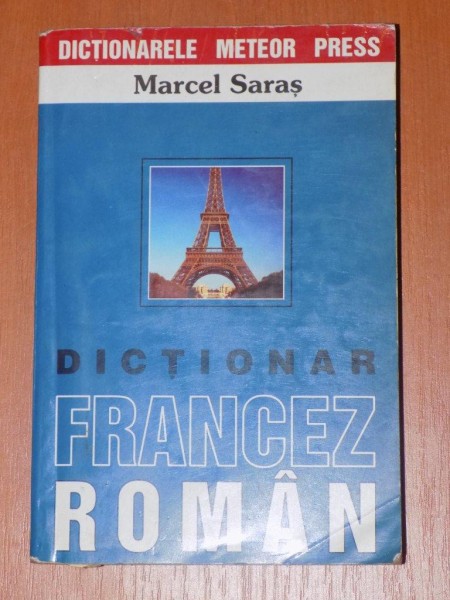 DICȚIONARELE METEOR PRESS
Marcel Saraș
DICȚIONAR
FRANCEZ
ROMÂN